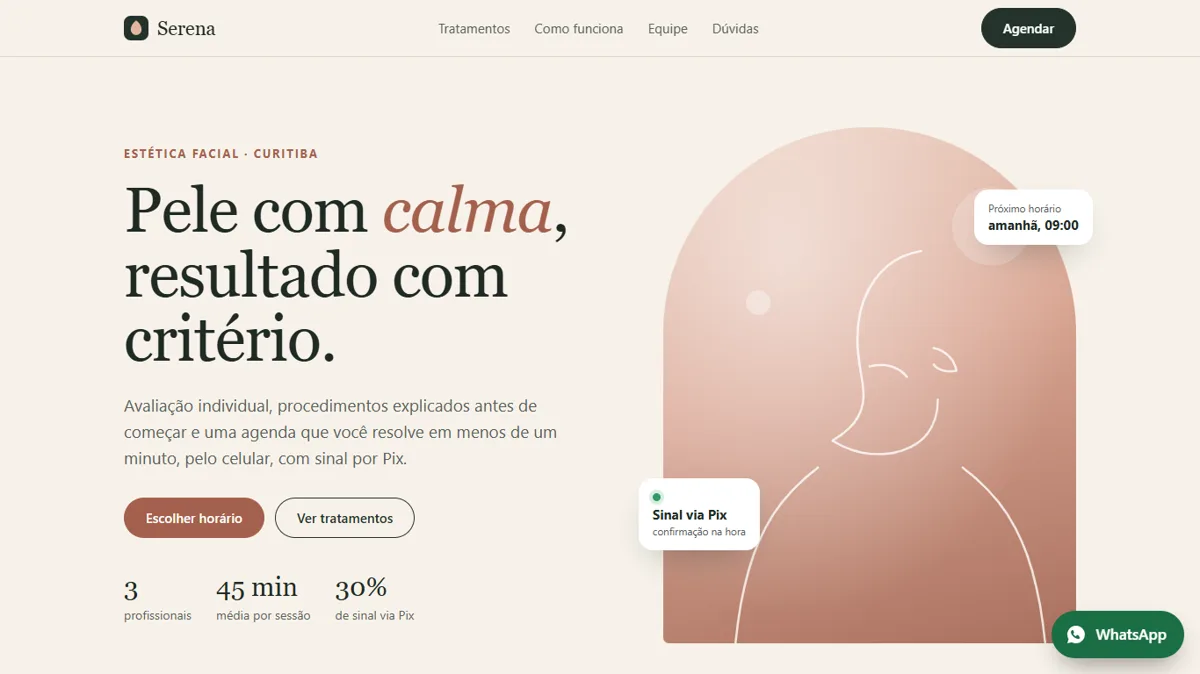 Serena
Tratamentos
Como funciona
Equipe
Dúvidas
Agendar
ESTÉTICA FACIAL · CURITIBA
Pele com calma,
resultado com
critério.
Avaliação individual, procedimentos explicados antes de
começar e uma agenda que você resolve em menos de um
minuto, pelo celular, com sinal por Pix.
Escolher horário
Ver tratamentos
3
profissionais
45 min
média por sessão
30%
de sinal via Pix
Próximo horário
amanhã, 09:00
Sinal via Pix
confirmação na hora
WhatsApp